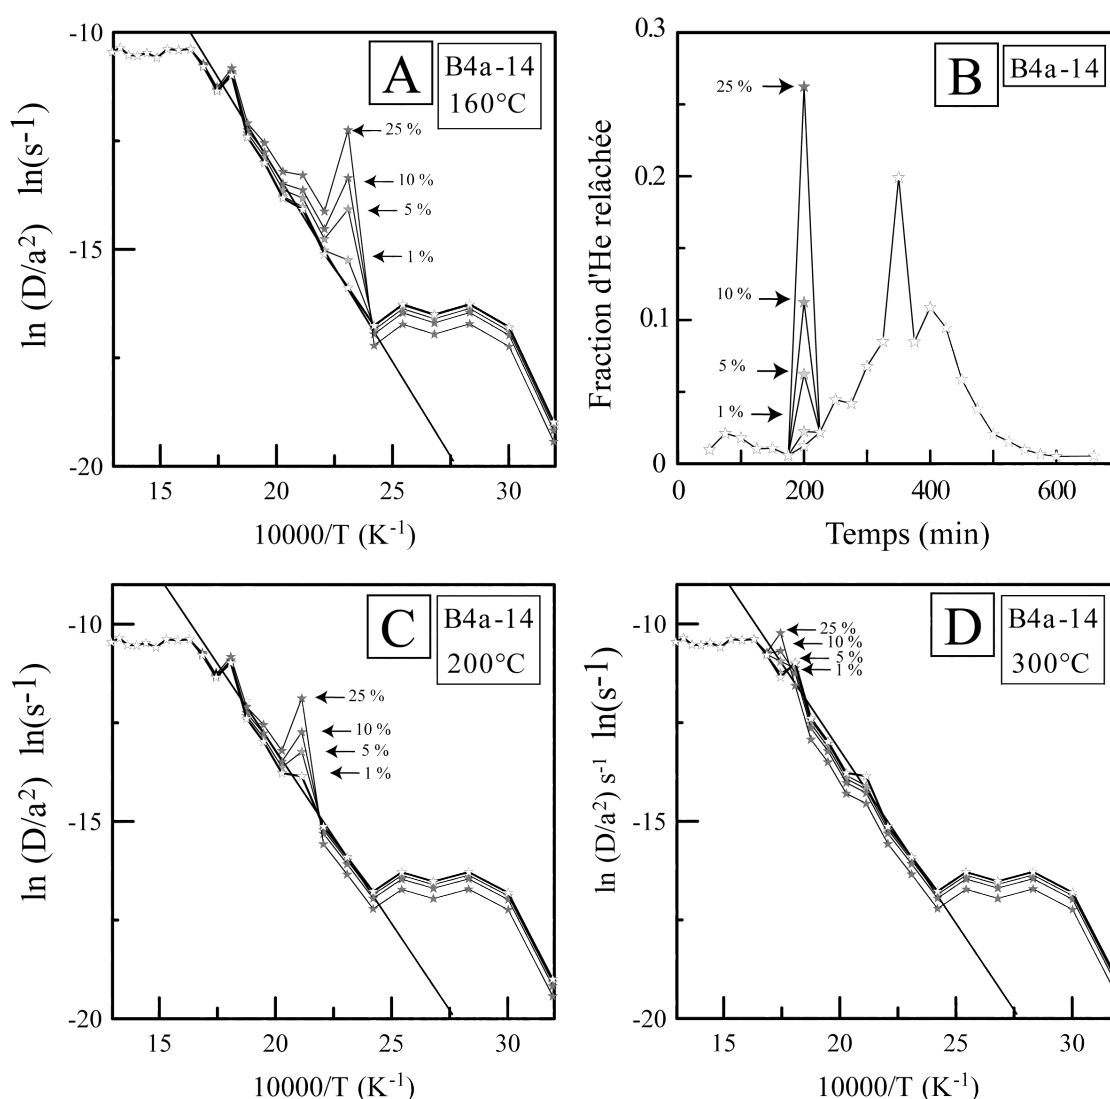 -10
-15
-20
15
20
25
30
ln (D/a²) ln(s⁻¹)
10000/T (K⁻¹)
A
B4a-14
160°C
25 %
10 %
5 %
1 %
0.3
0.2
0.1
0
0
200
400
600
Fraction d'He relâchée
Temps (min)
B
B4a-14
25 %
10 %
5 %
1 %
-10
-15
-20
15
20
25
30
ln (D/a²) ln(s⁻¹)
10000/T (K⁻¹)
C
B4a-14
200°C
25 %
10 %
5 %
1 %
-10
-15
-20
15
20
25
30
ln (D/a²) s⁻¹ ln(s⁻¹)
10000/T (K⁻¹)
D
B4a-14
300°C
25 %
10 %
5 %
1 %